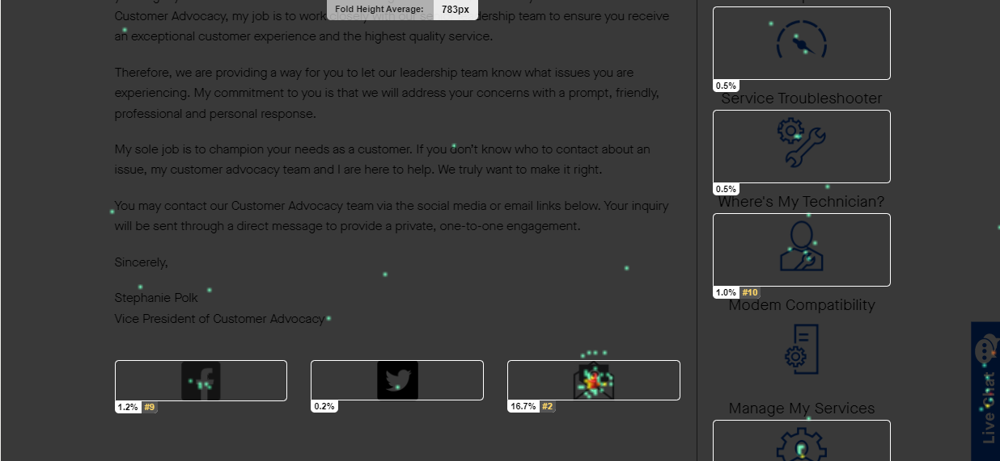 Fold Height Average: 783px
Customer Advocacy, my job is to work closely with our senior leadership team to ensure you receive
an exceptional customer experience and the highest quality service.
Therefore, we are providing a way for you to let our leadership team know what issues you are
experiencing. My commitment to you is that we will address your concerns with a prompt, friendly,
professional and personal response.
My sole job is to champion your needs as a customer. If you don't know who to contact about an
issue, my customer advocacy team and I are here to help. We truly want to make it right.
You may contact our Customer Advocacy team via the social media or email links below. Your inquiry
will be sent through a direct message to provide a private, one-to-one engagement.
Sincerely,
Stephanie Polk
Vice President of Customer Advocacy
1.2% #9
0.2%
16.7% #2
0.5%
Service Troubleshooter
0.5%
Where's My Technician?
1.0% #10
Modem Compatibility
Manage My Services
Live Chat